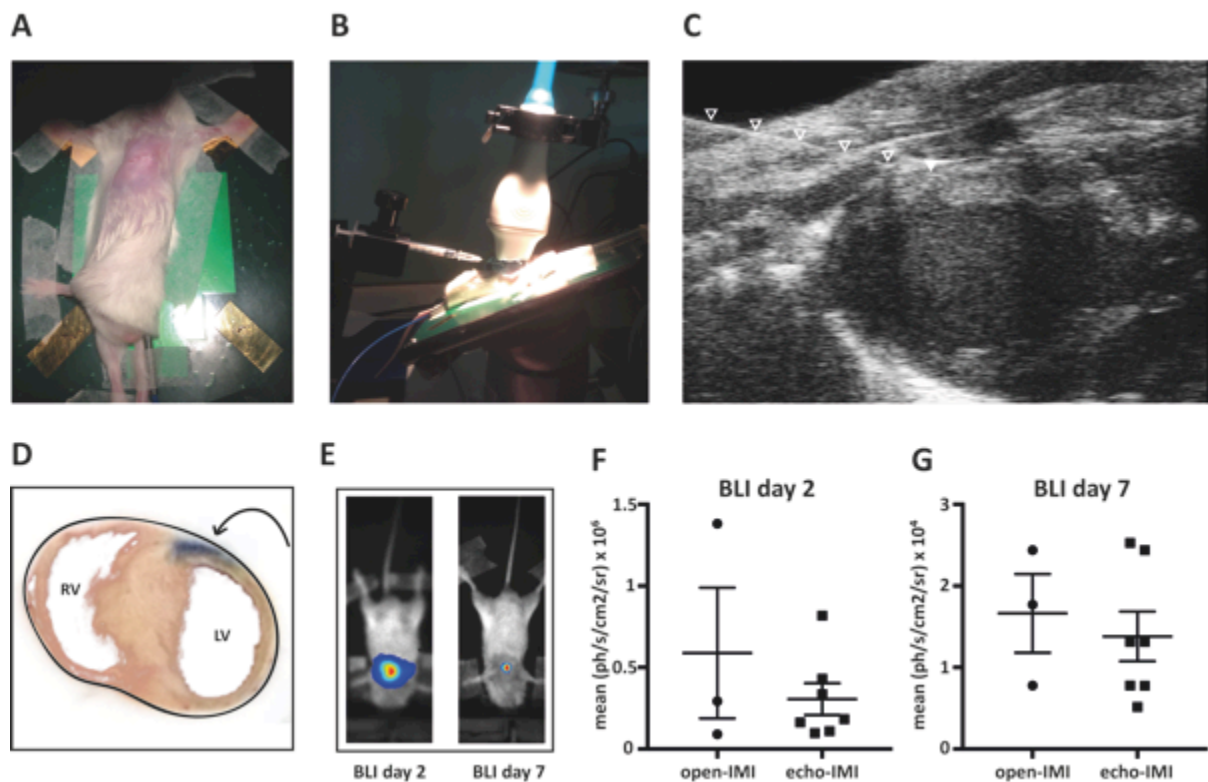 A
B
C
D
RV
LV
E
BLI day 2
BLI day 7
F
BLI day 2
mean (ph/s/cm2/sr) x 10⁶
1.5
1
0.5
0
open-IMI
echo-IMI
G
BLI day 7
mean (ph/s/cm2/sr) x 10⁴
3
2
1
0
open-IMI
echo-IMI